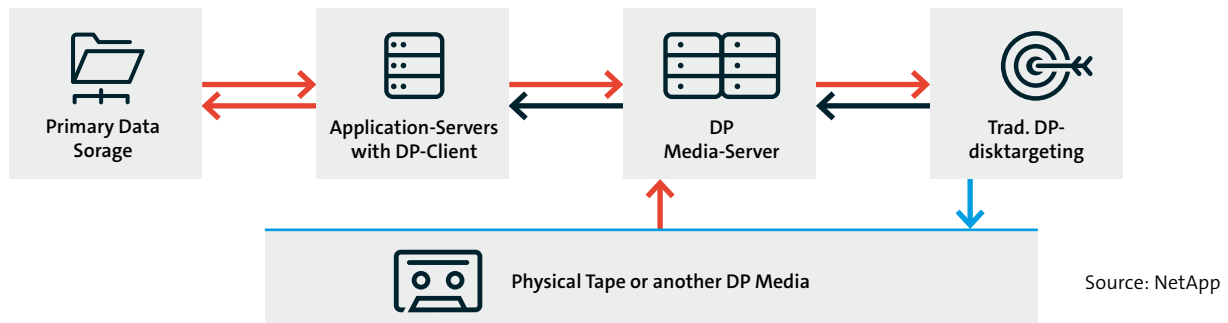 Primary Data
Sorage
Application-Servers
with DP-Client
DP
Media-Server
Trad. DP-
disktargeting
Physical Tape or another DP Media
Source: NetApp